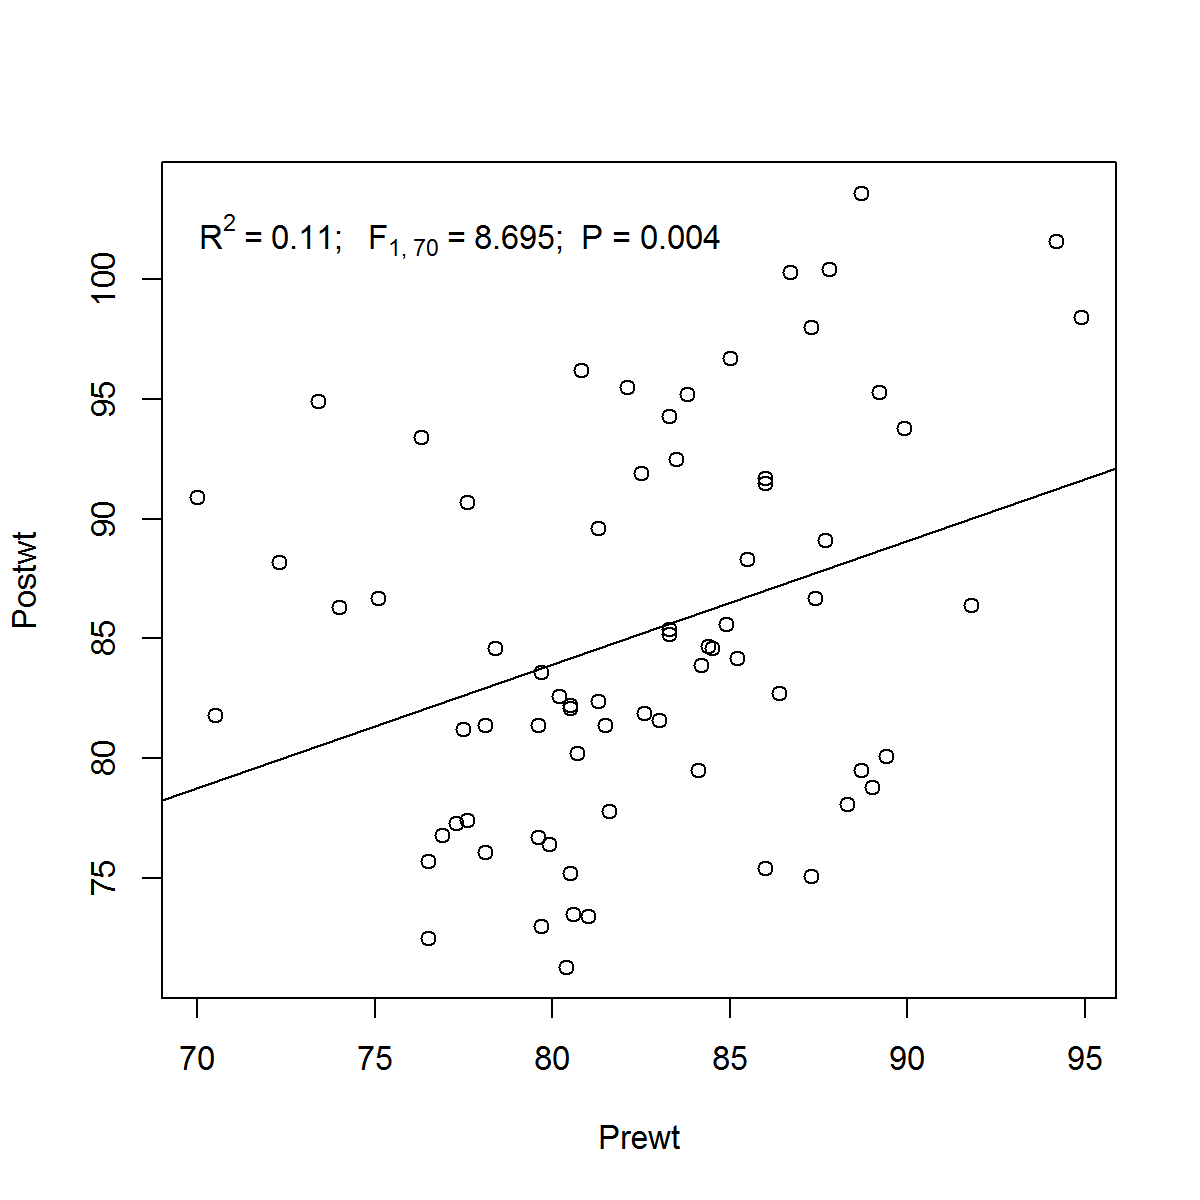 R² = 0.11; F₁, ₇₀ = 8.695; P = 0.004
100
95
90
85
80
75
Postwt
70 75 80 85 90 95
Prewt